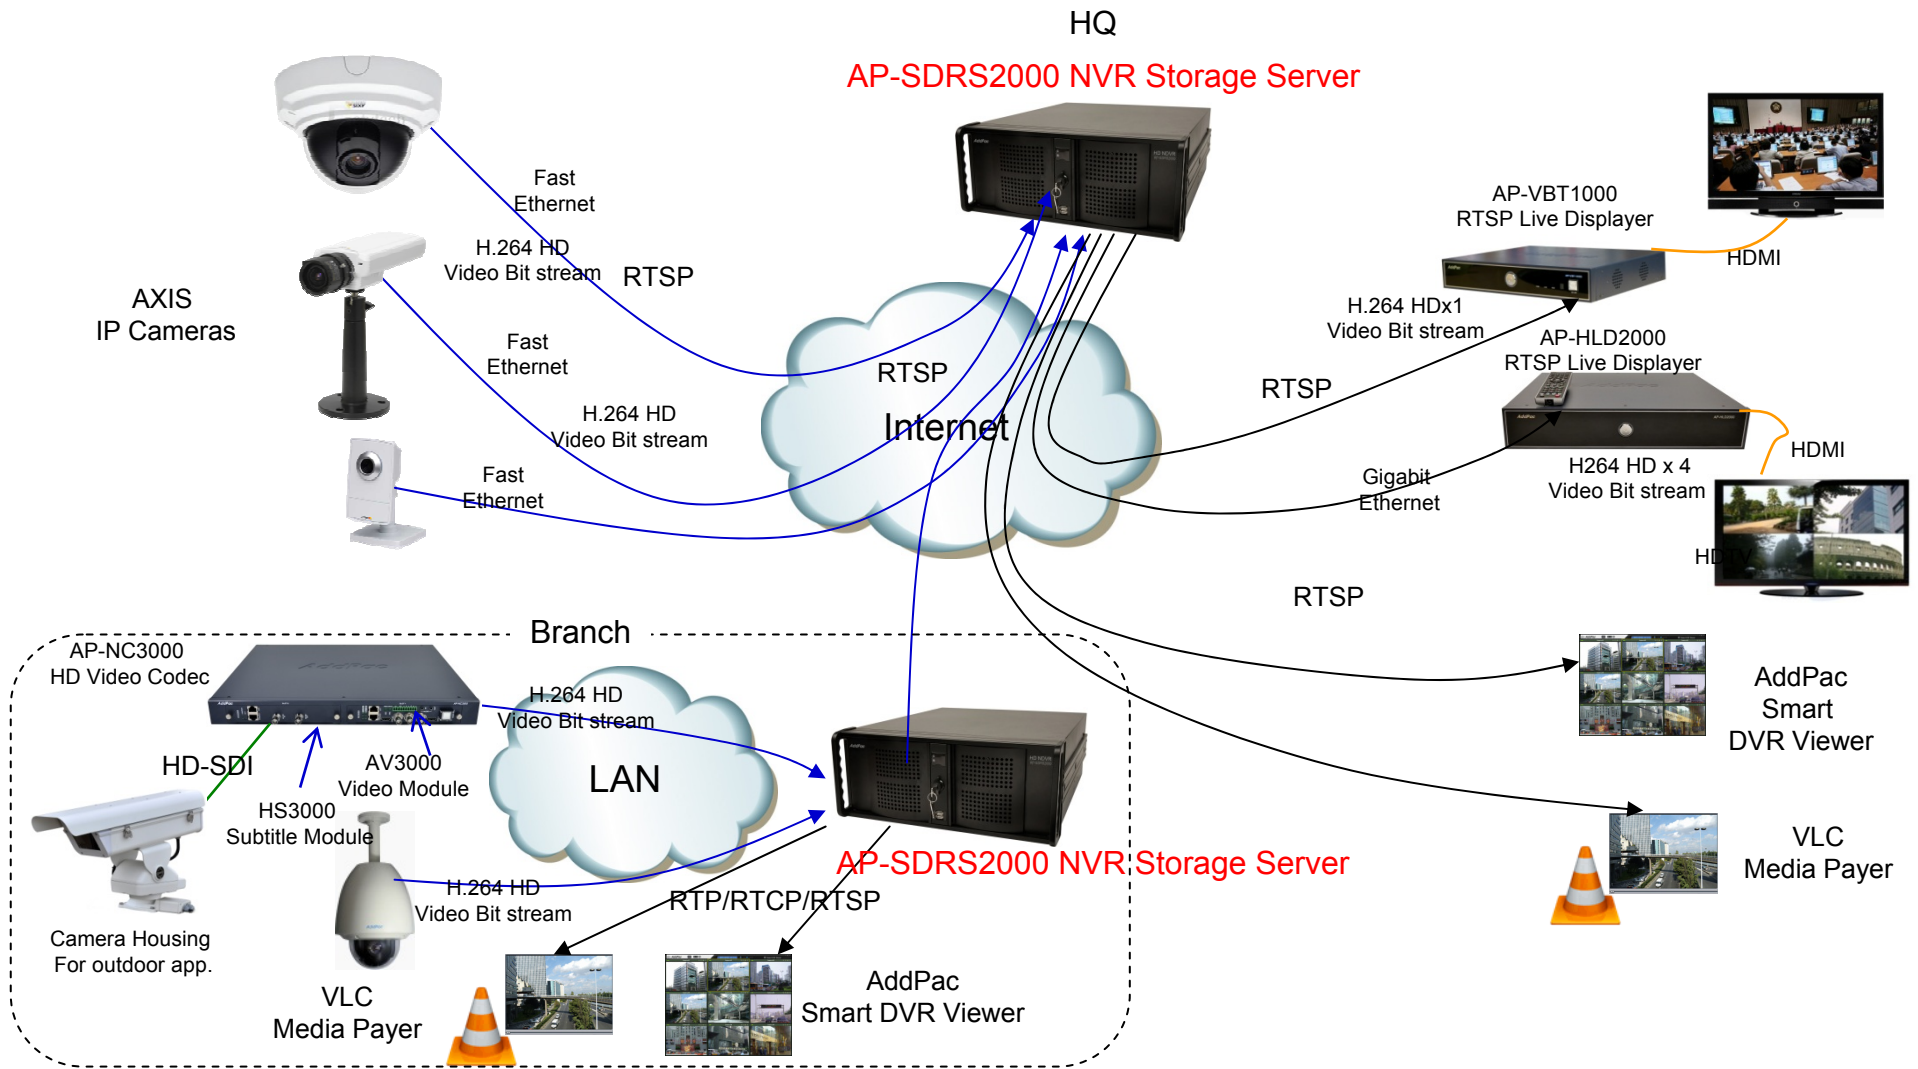 HQ
AP-SDRS2000 NVR Storage Server
Fast
Ethernet
H.264 HD
Video Bit stream
RTSP
AXIS
IP Cameras
Fast
Ethernet
H.264 HD
Video Bit stream
Fast
Ethernet
RTSP
Internet
AP-VBT1000
RTSP Live Displayer
HDMI
H.264 HDx1
Video Bit stream
AP-HLD2000
RTSP Live Displayer
RTSP
HDMI
Gigabit
Ethernet
H264 HD x 4
Video Bit stream
HDTV
RTSP
AddPac
Smart
DVR Viewer
VLC
Media Payer
Branch
AP-NC3000
HD Video Codec
AddPac
H.264 HD
Video Bit stream
LAN
HD-SDI
AV3000
Video Module
HS3000
Subtitle Module
AP-SDRS2000 NVR Storage Server
H.264 HD
Video Bit stream
RTP/RTCP/RTSP
Camera Housing
For outdoor app.
VLC
Media Payer
AddPac
Smart DVR Viewer